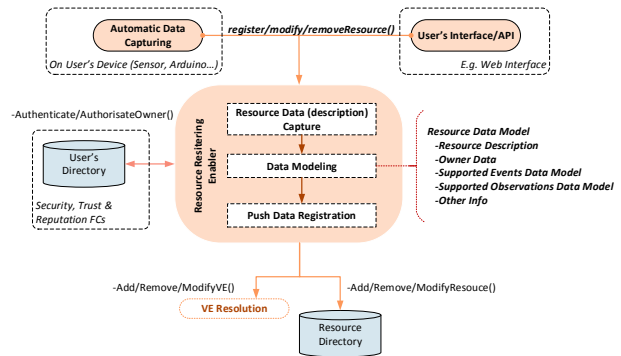 Automatic Data
Capturing
register/modify/removeResource()
User's Interface/API
On User's Device (Sensor, Arduino...)
E.g. Web Interface
-Authenticate/AuthorisateOwner()
User's
Directory
Security, Trust &
Reputation FCs
Resource Resitering
Enabler
Resource Data (description)
Capture
Data Modeling
Push Data Registration
Resource Data Model
-Resource Description
-Owner Data
-Supported Events Data Model
-Supported Observations Data Model
-Other Info
-Add/Remove/ModifyVE()
-Add/Remove/ModifyResouce()
VE Resolution
Resource
Directory